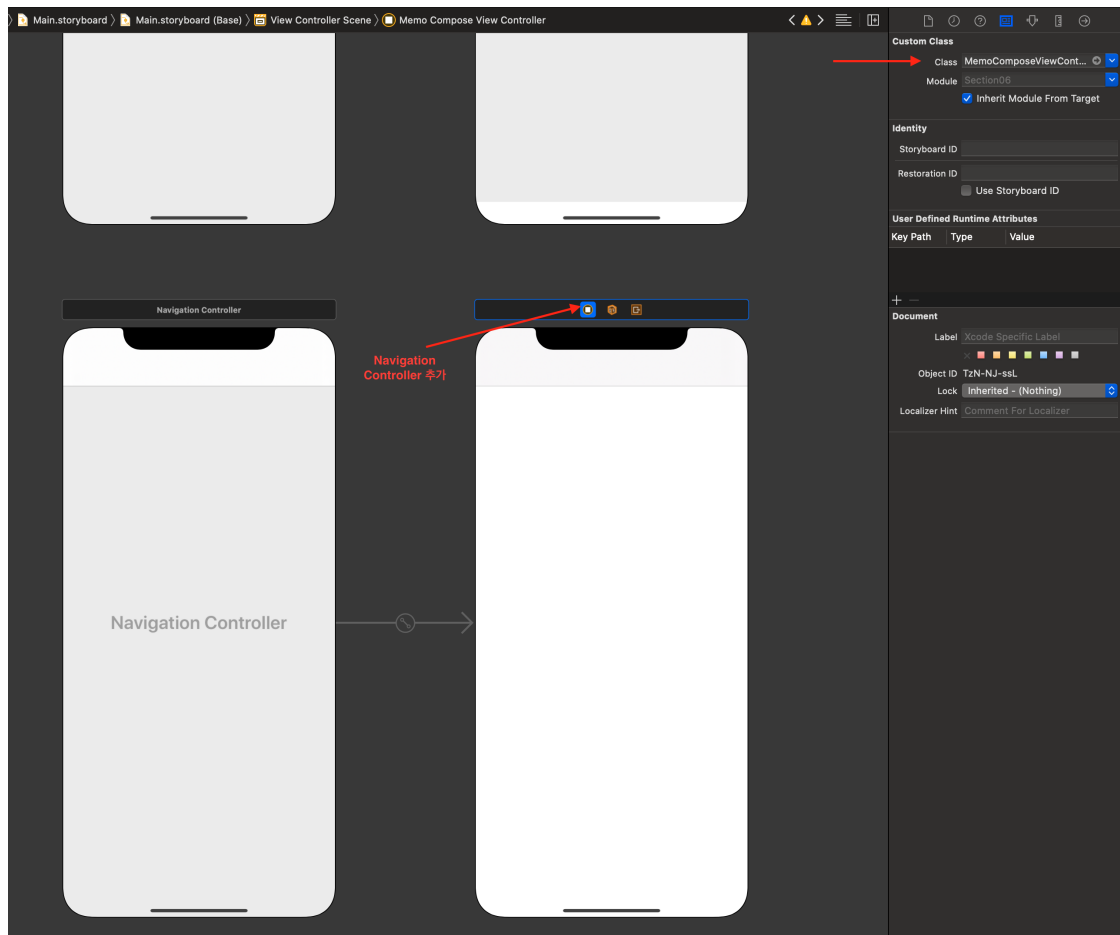 Main.storyboard
Main.storyboard (Base)
View Controller Scene
Memo Compose View Controller
Custom Class
Class MemoComposeViewCont...
Module Section06
Inherit Module From Target
Identity
Storyboard ID
Restoration ID
Use Storyboard ID
User Defined Runtime Attributes
Key Path Type Value
Document
Label Xcode Specific Label
Object ID TzN-NJ-ssL
Lock Inherited - (Nothing)
Localizer Hint Comment For Localizer
Navigation Controller
Navigation
Controller 추가
Navigation Controller